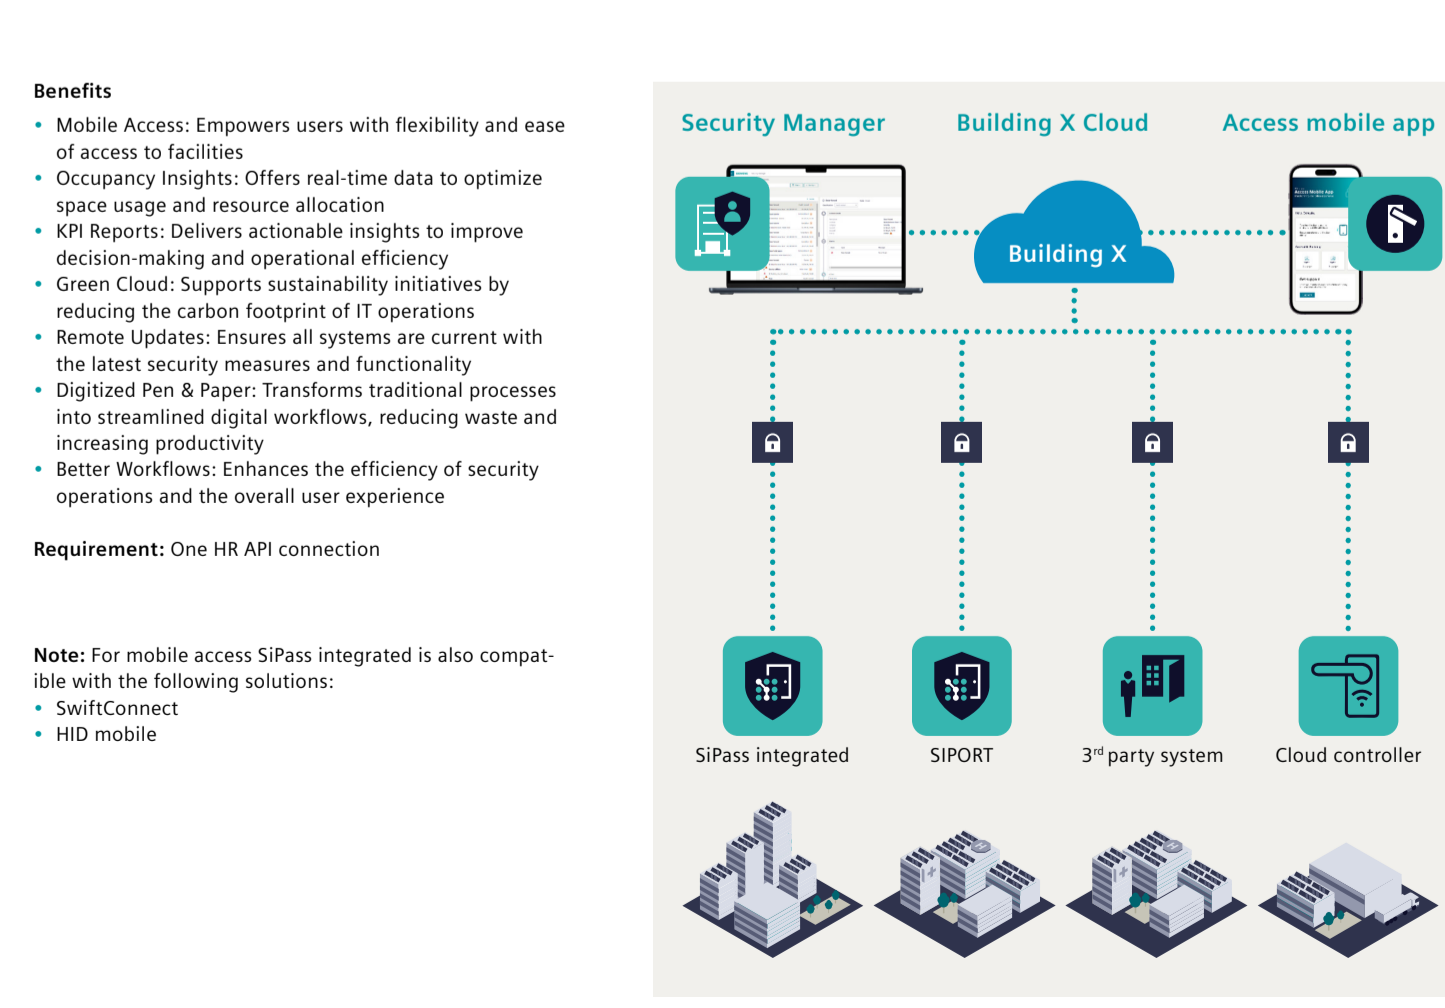 Benefits
• Mobile Access: Empowers users with flexibility and ease
of access to facilities
• Occupancy Insights: Offers real-time data to optimize
space usage and resource allocation
• KPI Reports: Delivers actionable insights to improve
decision-making and operational efficiency
• Green Cloud: Supports sustainability initiatives by
reducing the carbon footprint of IT operations
• Remote Updates: Ensures all systems are current with
the latest security measures and functionality
• Digitized Pen & Paper: Transforms traditional processes
into streamlined digital workflows, reducing waste and
increasing productivity
• Better Workflows: Enhances the efficiency of security
operations and the overall user experience
Requirement: One HR API connection
Note: For mobile access SiPass integrated is also compat-
ible with the following solutions:
• SwiftConnect
• HID mobile
Security Manager
Building X Cloud
Access mobile app
Access Mobile App
Building X
SiPass integrated
SIPORT
3rd party system
Cloud controller
H
H